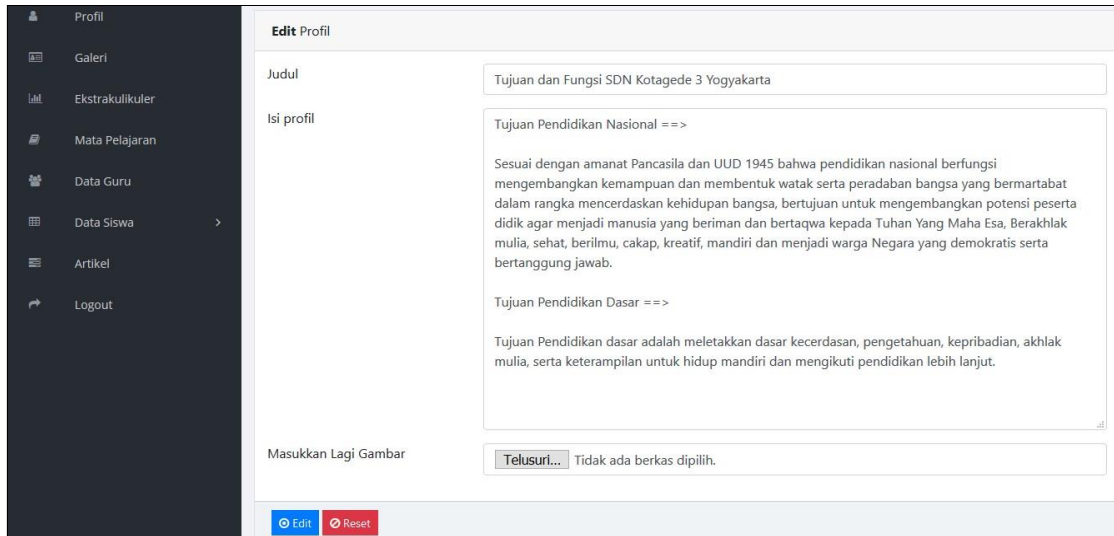 Profil
Galeri
Ekstrakulikuler
Mata Pelajaran
Data Guru
Data Siswa
Artikel
Logout
Edit Profil
Judul
Tujuan dan Fungsi SDN Kotagede 3 Yogyakarta
Isi profil
Tujuan Pendidikan Nasional ==>
Sesuai dengan amanat Pancasila dan UUD 1945 bahwa pendidikan nasional berfungsi
mengembangkan kemampuan dan membentuk watak serta peradaban bangsa yang bermartabat
dalam rangka mencerdaskan kehidupan bangsa, bertujuan untuk mengembangkan potensi peserta
didik agar menjadi manusia yang beriman dan bertaqwa kepada Tuhan Yang Maha Esa, Berakhlak
mulia, sehat, berilmu, cakap, kreatif, mandiri dan menjadi warga Negara yang demokratis serta
bertanggung jawab.
Tujuan Pendidikan Dasar ==>
Tujuan Pendidikan dasar adalah meletakkan dasar kecerdasan, pengetahuan, kepribadian, akhlak
mulia, serta keterampilan untuk hidup mandiri dan mengikuti pendidikan lebih lanjut.
Masukkan Lagi Gambar
Telusuri... Tidak ada berkas dipilih.
Edit Reset